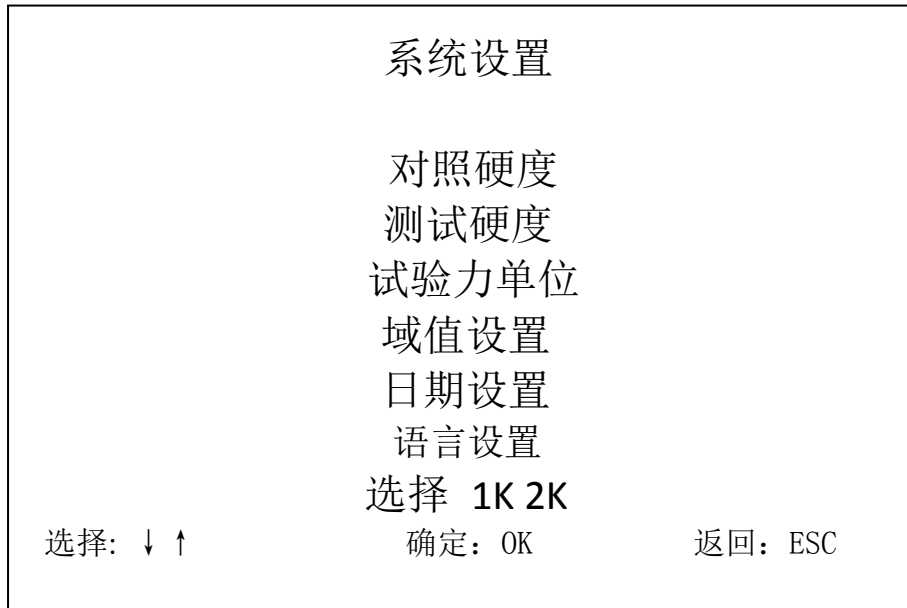 系统设置
对照硬度
测试硬度
试验力单位
域值设置
日期设置
语言设置
选择 1K 2K
选择: ↓ ↑ 确定: OK 返回: ESC